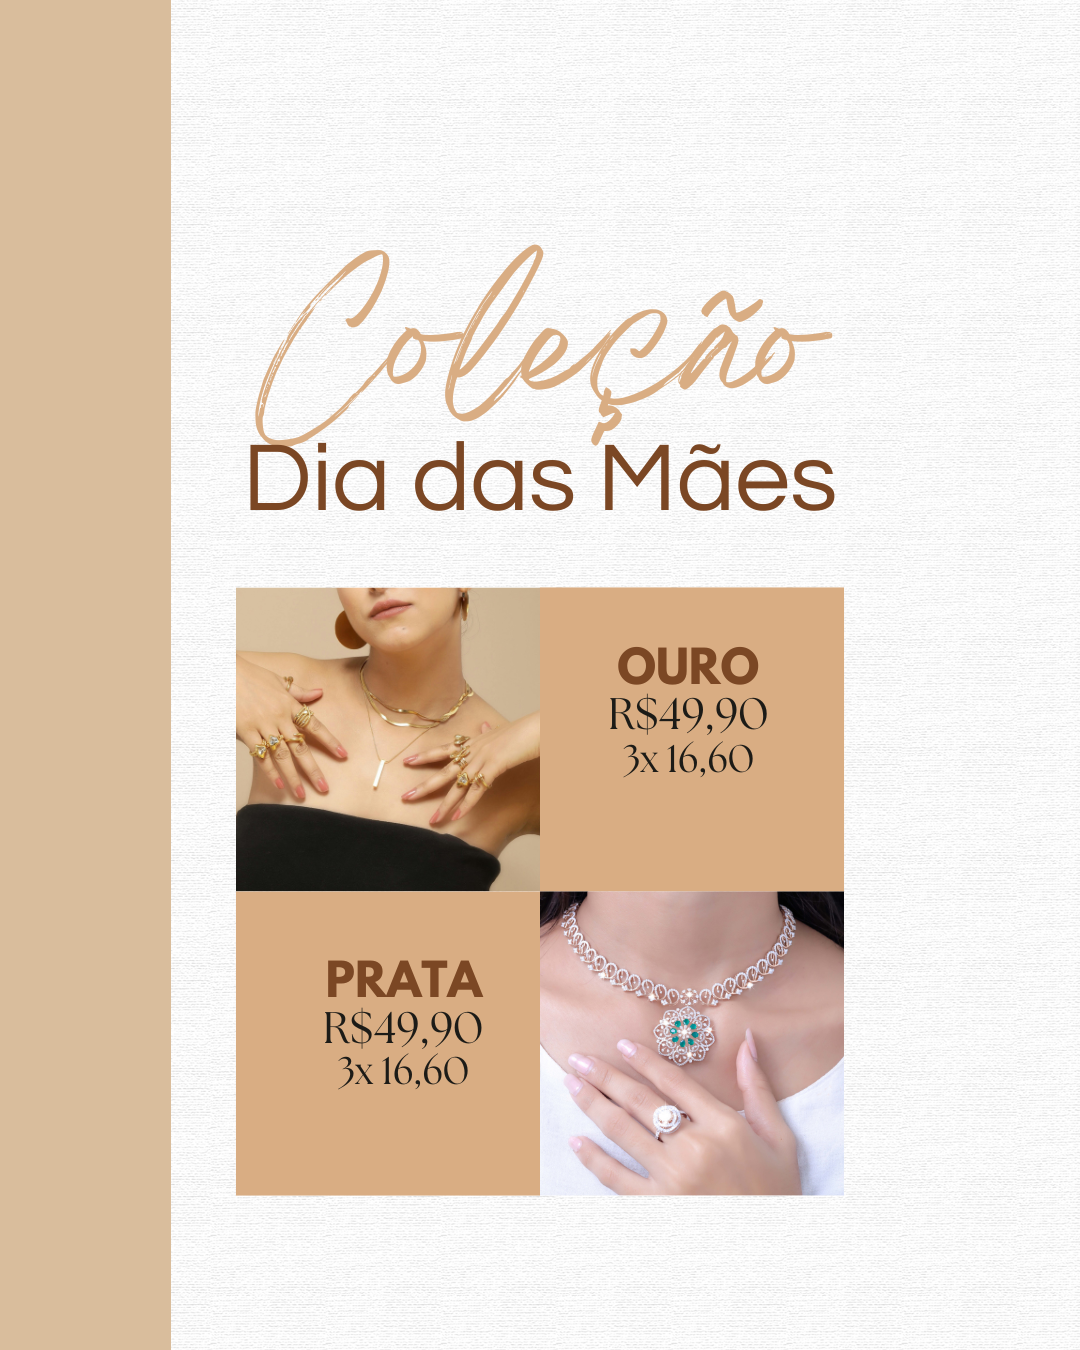 Coleção
Dia das Mães
OURO
R$49,90
3x 16,60
PRATA
R$49,90
3x 16,60